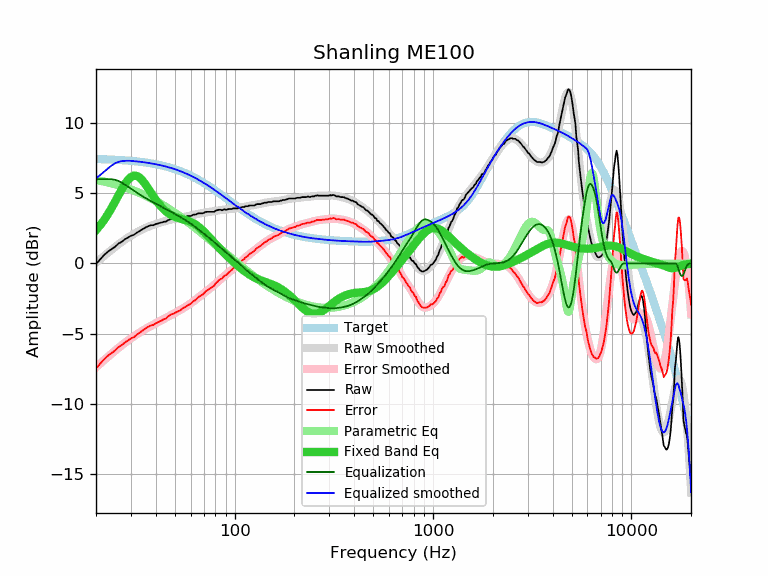 Shanling ME100
Amplitude (dBr)
10
5
0
−5
−10
−15
Target
Raw Smoothed
Error Smoothed
Raw
Error
Parametric Eq
Fixed Band Eq
Equalization
Equalized smoothed
100
1000
10000
Frequency (Hz)